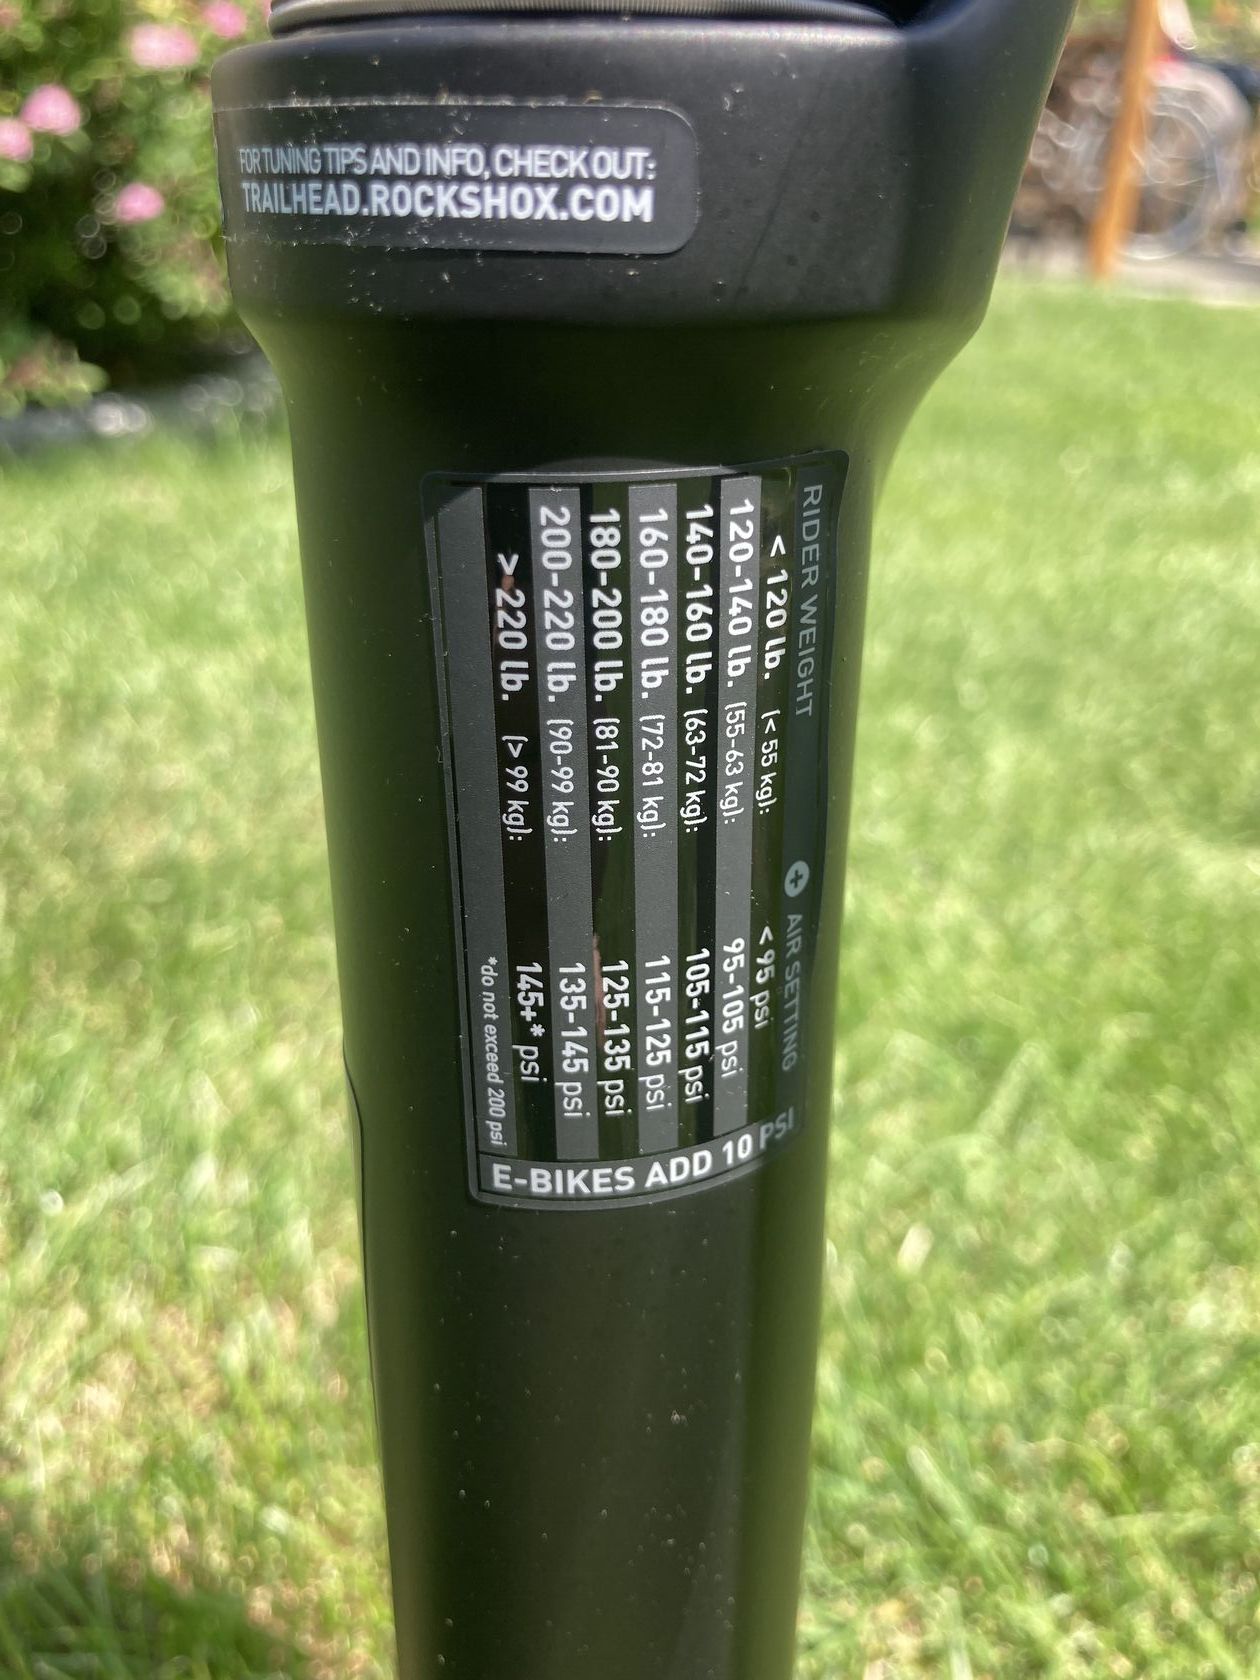 FOR TUNING TIPS AND INFO, CHECK OUT:
TRAILHEAD.ROCKSHOX.COM
RIDER WEIGHT + AIR SETTING
< 120 lb. (< 55 kg): < 95 psi
120-140 lb. (55-63 kg): 95-105 psi
140-160 lb. (63-72 kg): 105-115 psi
160-180 lb. (72-81 kg): 115-125 psi
180-200 lb. (81-90 kg): 125-135 psi
200-220 lb. (90-99 kg): 135-145 psi
> 220 lb. (> 99 kg): 145+* psi
*do not exceed 200 psi
E-BIKES ADD 10 PSI